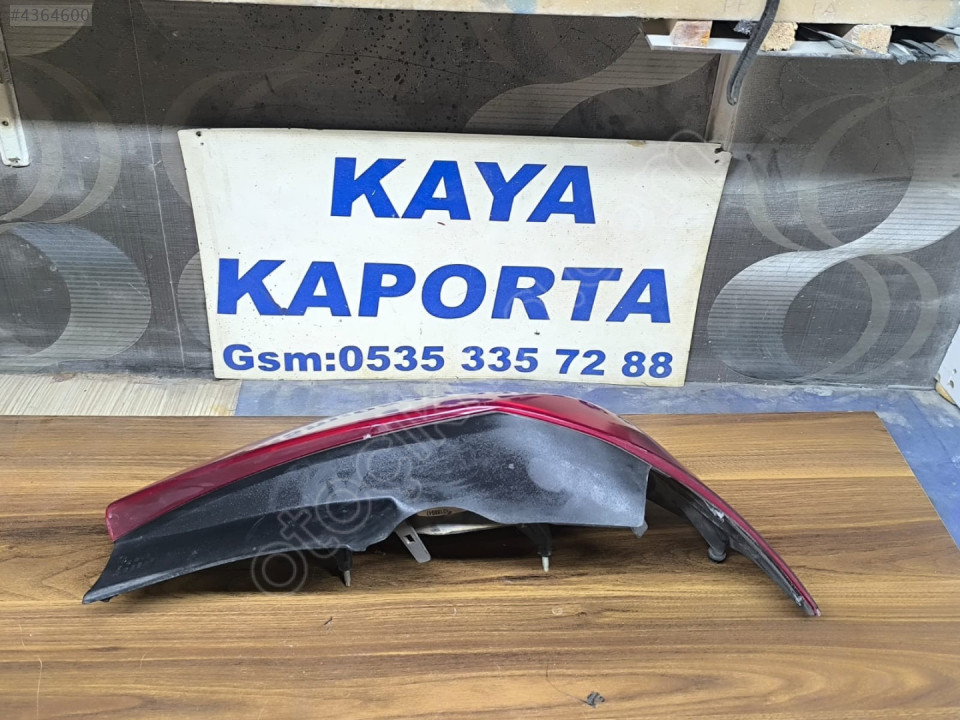 #4364600
KAYA
KAPORTA
Gsm:0535 335 72 88